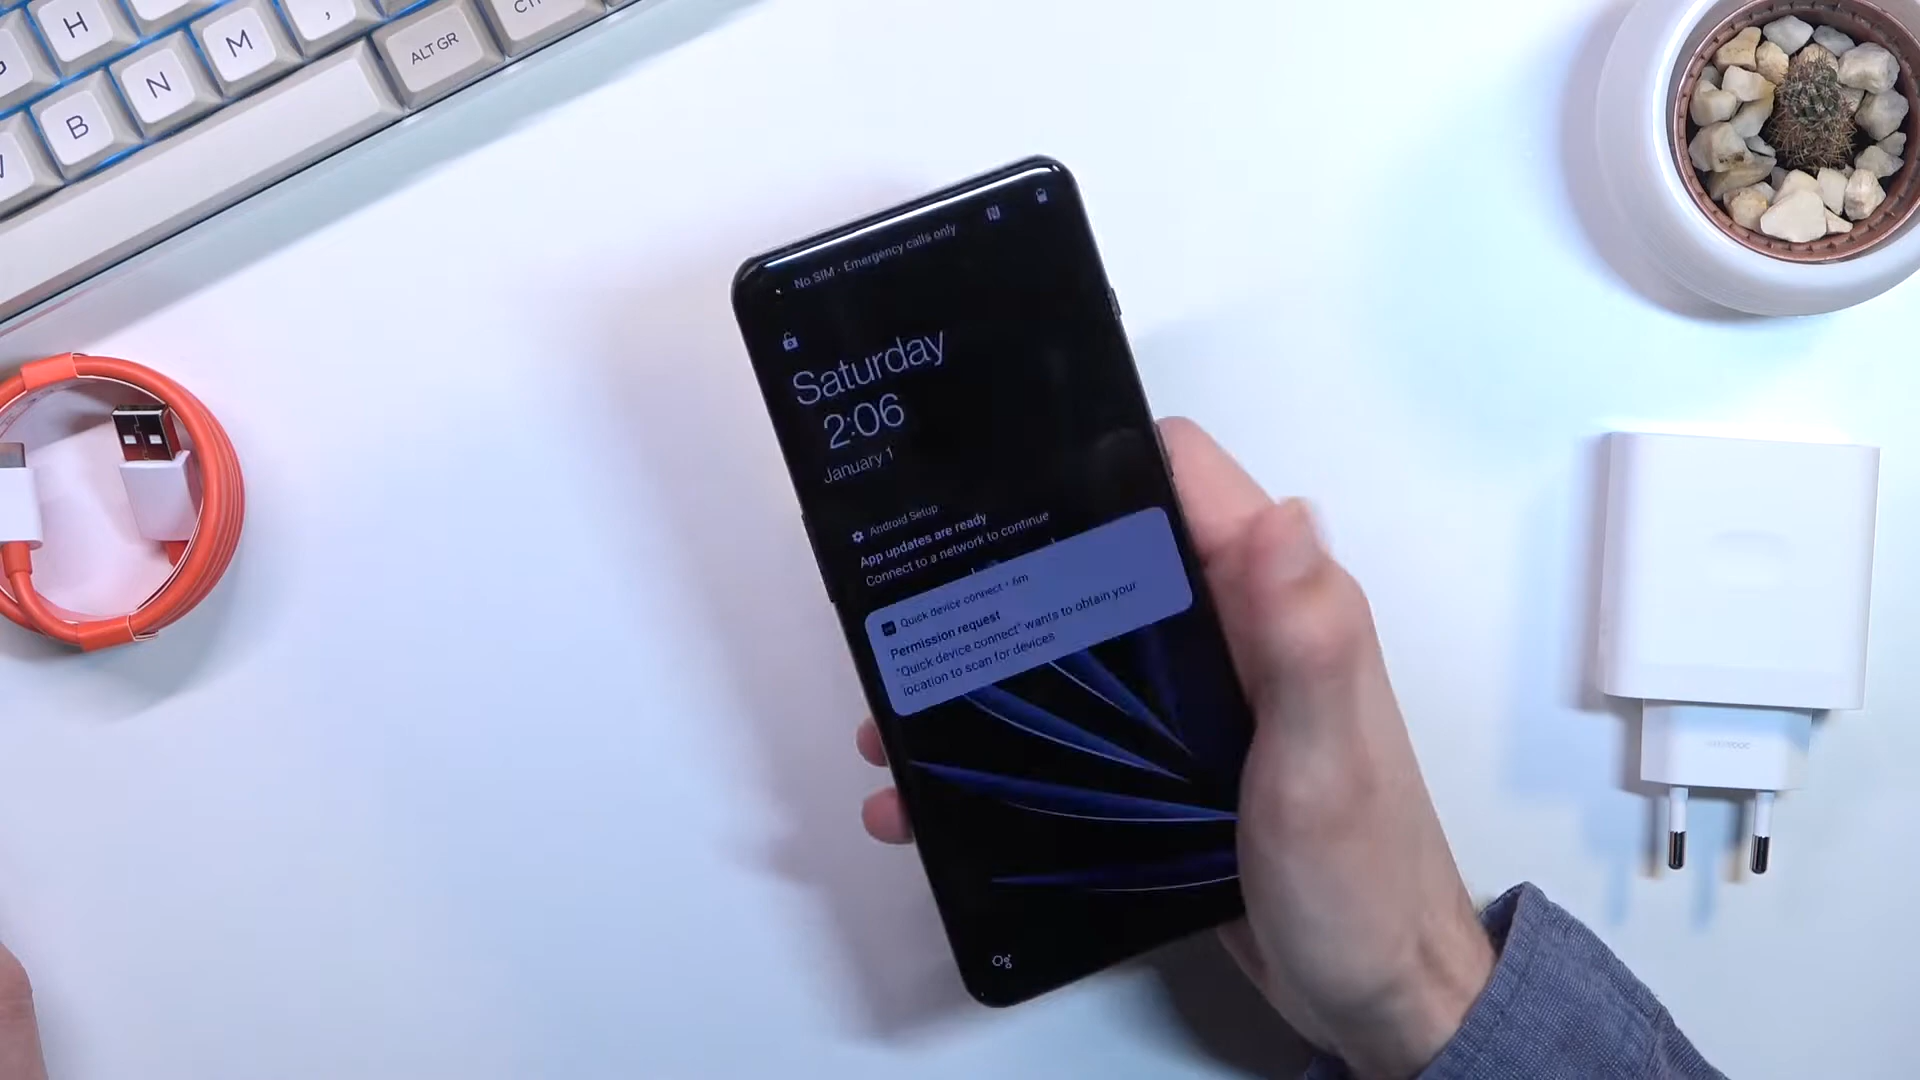 H
,
M
N
B
ALT GR
No SIM - Emergency calls only
Saturday
2:06
January 1
Android Setup
App updates are ready
Connect to a network to continue
Quick device connect • 6m
Permission request
"Quick device connect" wants to obtain your
location to scan for devices